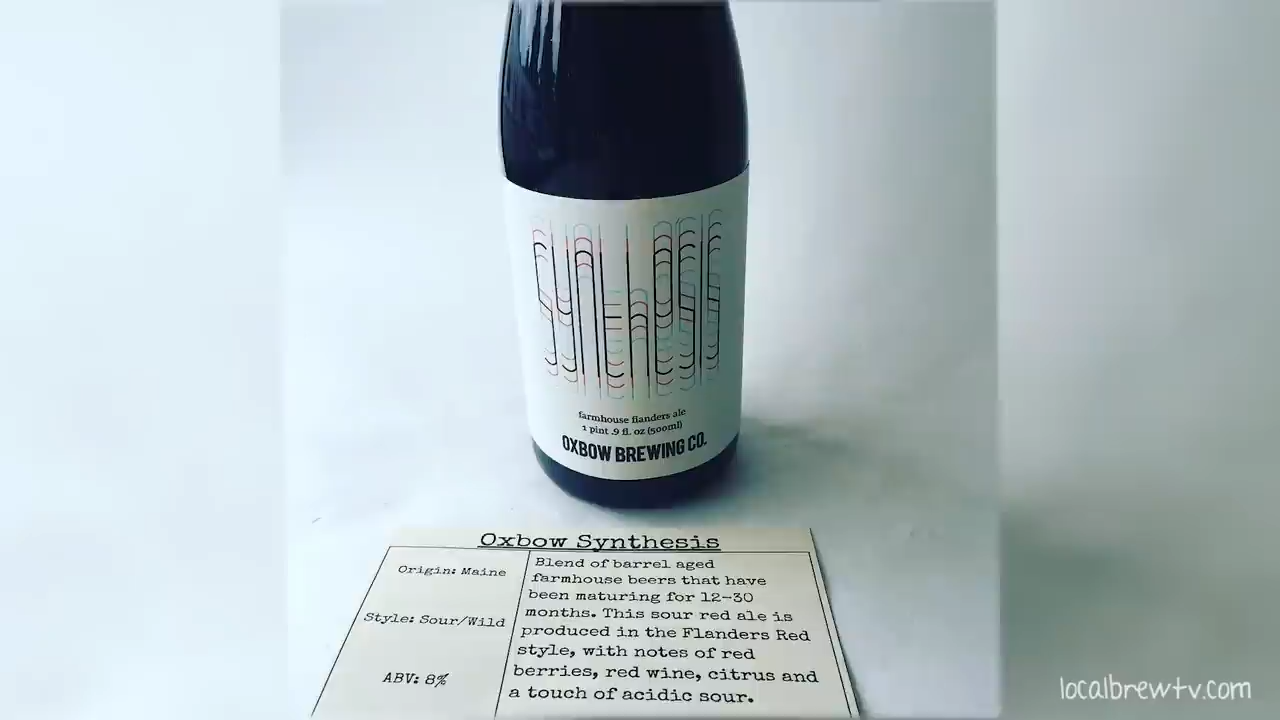 SYNTHESIS
farmhouse flanders ale
1 pint .9 fl. oz (500ml)
OXBOW BREWING CO.
Oxbow Synthesis
Origin: Maine
Style: Sour/Wild
ABV: 8%
Blend of barrel aged
farmhouse beers that have
been maturing for 12-30
months. This sour red ale is
produced in the Flanders Red
style, with notes of red
berries, red wine, citrus and
a touch of acidic sour.
localbrewtv.com